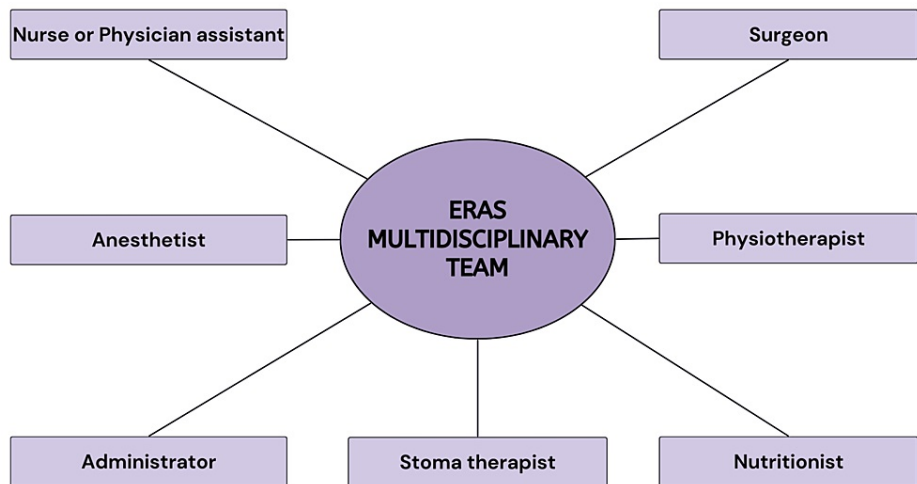 Nurse or Physician assistant
Surgeon
ERAS
MULTIDISCIPLINARY
TEAM
Anesthetist
Physiotherapist
Administrator
Stoma therapist
Nutritionist